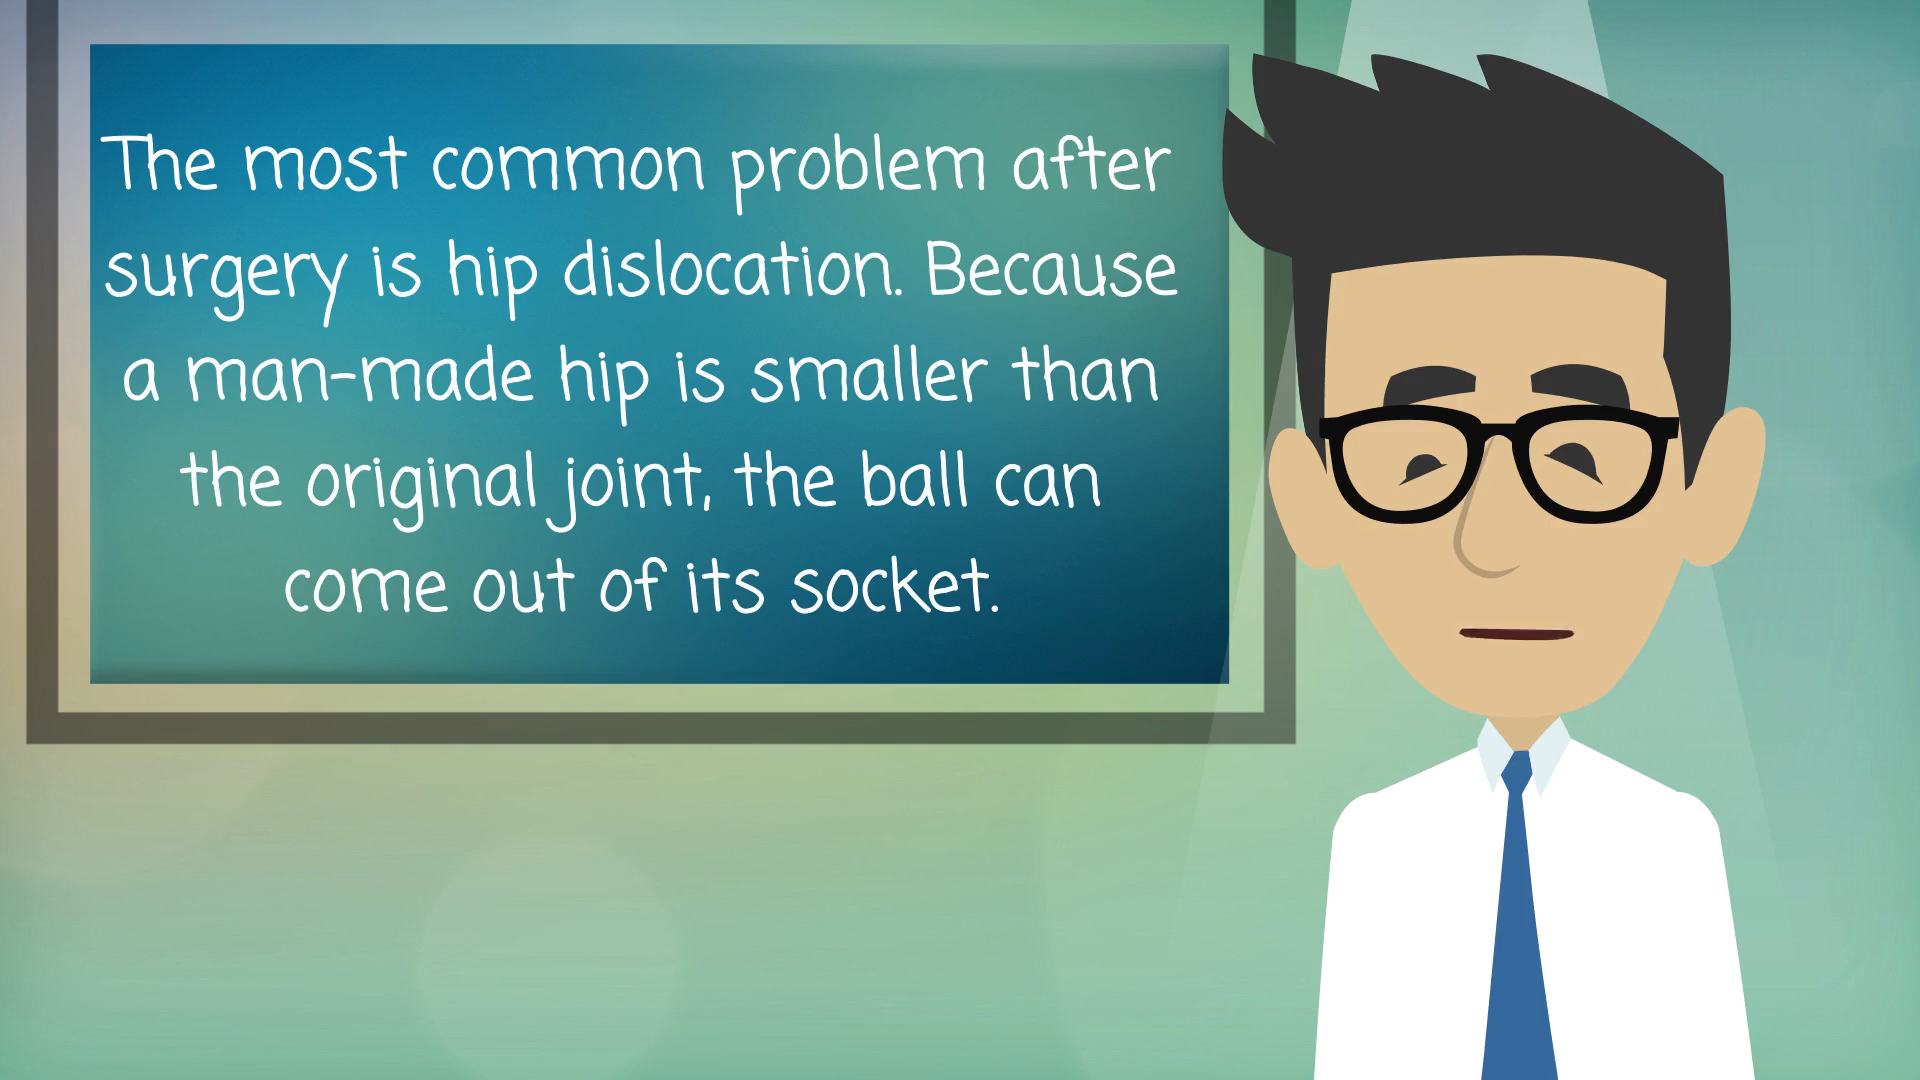 The most common problem after
surgery is hip dislocation. Because
a man-made hip is smaller than
the original joint, the ball can
come out of its socket.